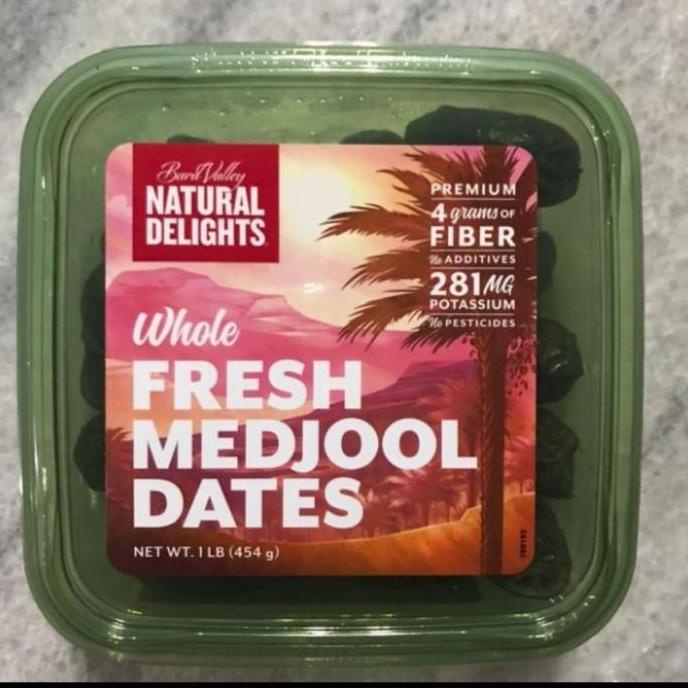 Bard Valley
NATURAL
DELIGHTS
PREMIUM
4 grams OF
FIBER
No ADDITIVES
281MG
POTASSIUM
No PESTICIDES
Whole
FRESH
MEDJOOL
DATES
NET WT. 1 LB (454 g)